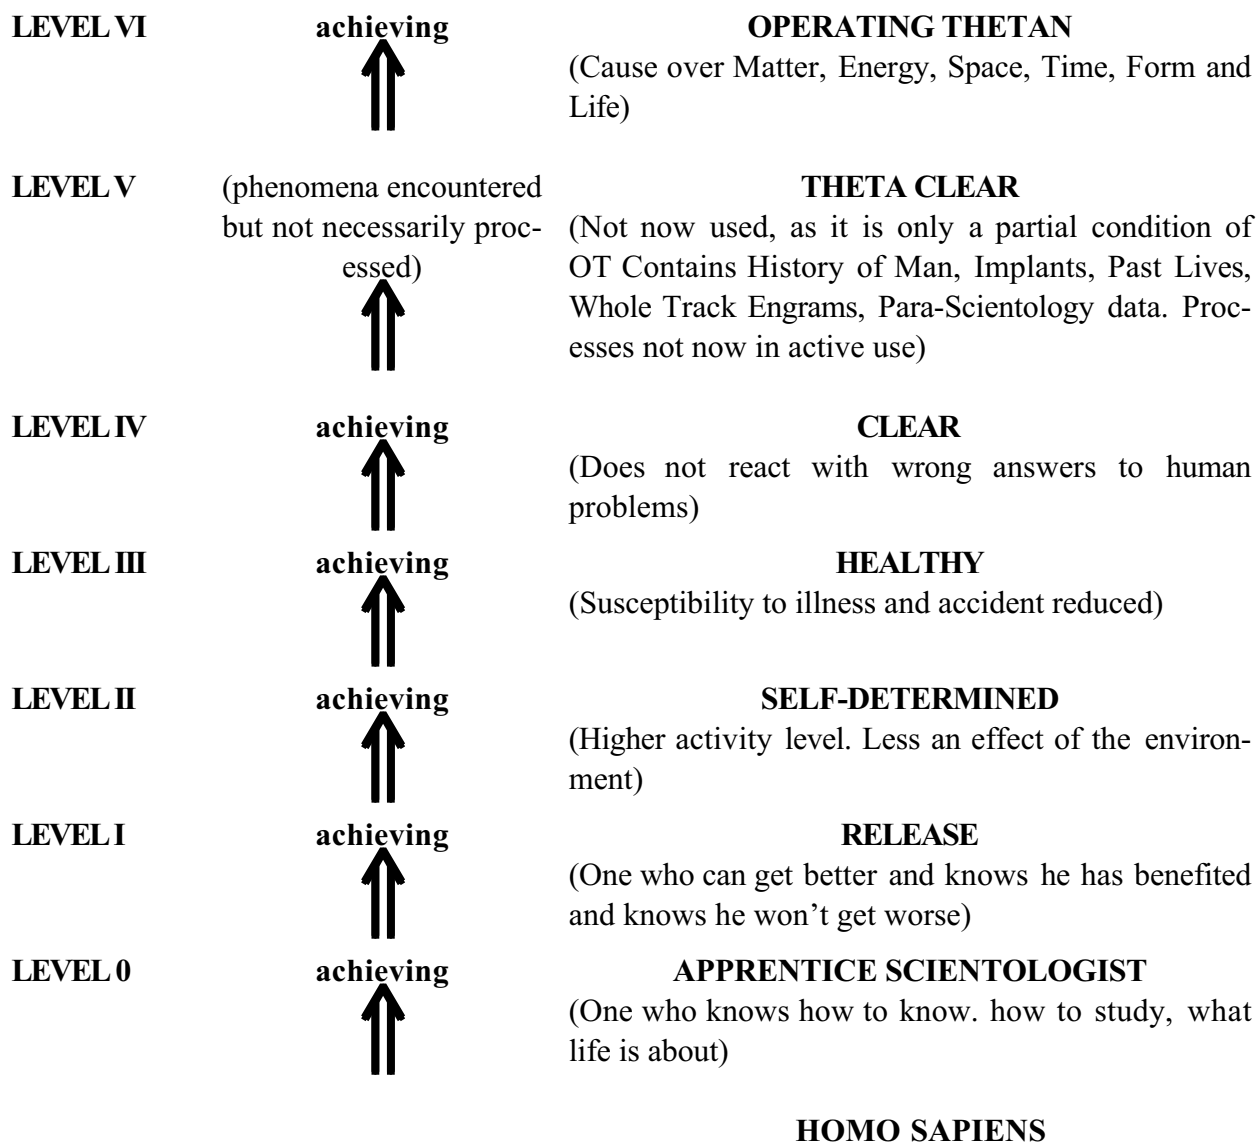 LEVEL VI achieving OPERATING THETAN
(Cause over Matter, Energy, Space, Time, Form and
Life)
LEVEL V (phenomena encountered THETA CLEAR
but not necessarily proc- (Not now used, as it is only a partial condition of
essed) OT Contains History of Man, Implants, Past Lives,
Whole Track Engrams, Para-Scientology data. Proc-
esses not now in active use)
LEVEL IV achieving CLEAR
(Does not react with wrong answers to human
problems)
LEVEL III achieving HEALTHY
(Susceptibility to illness and accident reduced)
LEVEL II achieving SELF-DETERMINED
(Higher activity level. Less an effect of the environ-
ment)
LEVEL I achieving RELEASE
(One who can get better and knows he has benefited
and knows he won’t get worse)
LEVEL 0 achieving APPRENTICE SCIENTOLOGIST
(One who knows how to know. how to study, what
life is about)
HOMO SAPIENS